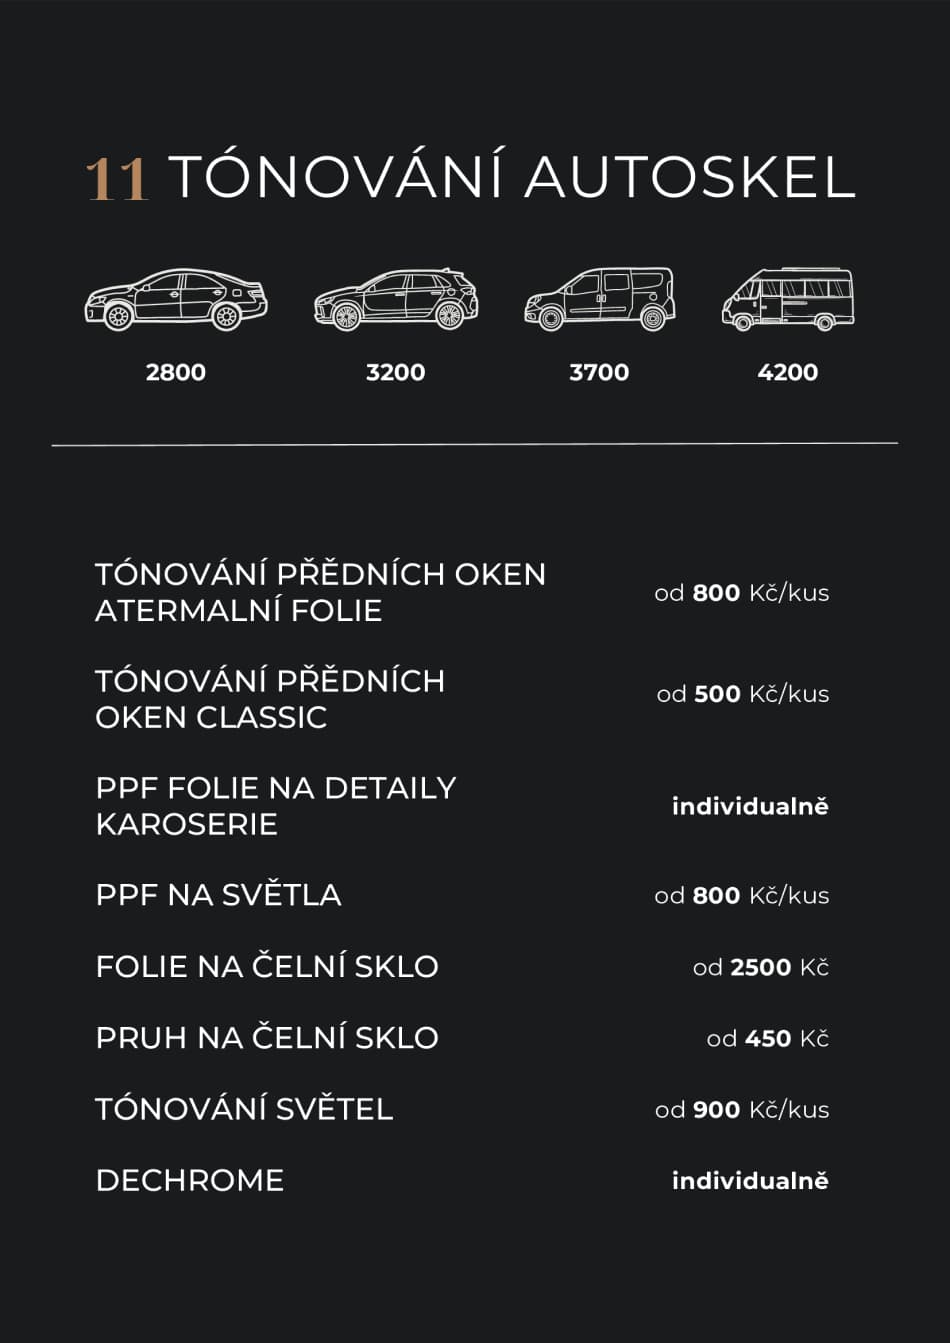 11 TÓNOVÁNÍ AUTOSKEL
2800 3200 3700 4200
TÓNOVÁNÍ PŘĚDNÍCH OKEN
ATERMALNÍ FOLIE
od 800 Kč/kus
TÓNOVÁNÍ PŘĚDNÍCH
OKEN CLASSIC
od 500 Kč/kus
PPF FOLIE NA DETAILY
KAROSERIE
individualně
PPF NA SVĚTLA od 800 Kč/kus
FOLIE NA ČELNÍ SKLO od 2500 Kč
PRUH NA ČELNÍ SKLO od 450 Kč
TÓNOVÁNÍ SVĚTEL od 900 Kč/kus
DECHROME individualně